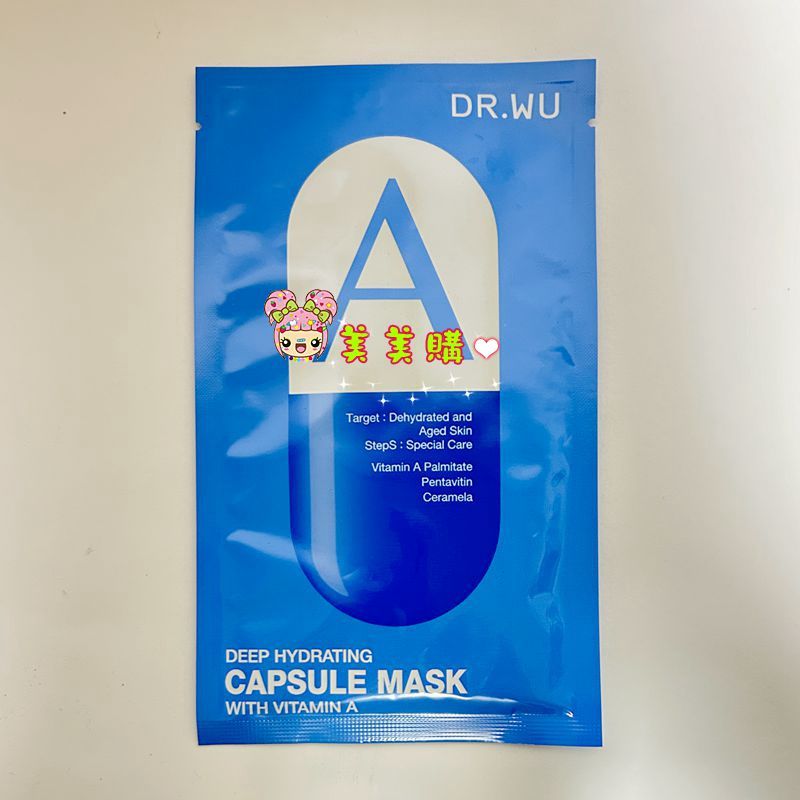 DR.WU
A
美美購
Target : Dehydrated and
Aged Skin
StepS : Special Care
Vitamin A Palmitate
Pentavitin
Ceramela
DEEP HYDRATING
CAPSULE MASK
WITH VITAMIN A